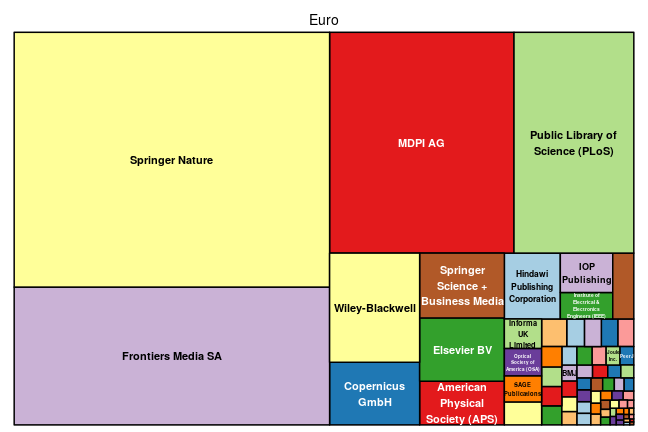 Euro
Springer Nature
MDPI AG
Public Library of
Science (PLoS)
Frontiers Media SA
Wiley-Blackwell
Copernicus
GmbH
Springer
Science +
Business Media
Elsevier BV
American
Physical
Society (APS)
Hindawi
Publishing
Corporation
IOP
Publishing
Institute of
Electrical &
Electronics
Engineers (IEEE)
Informa
UK
Limited
Optical
Society of
America (OSA)
SAGE
Publications
BMJ
Joule
Inc.
PeerJ